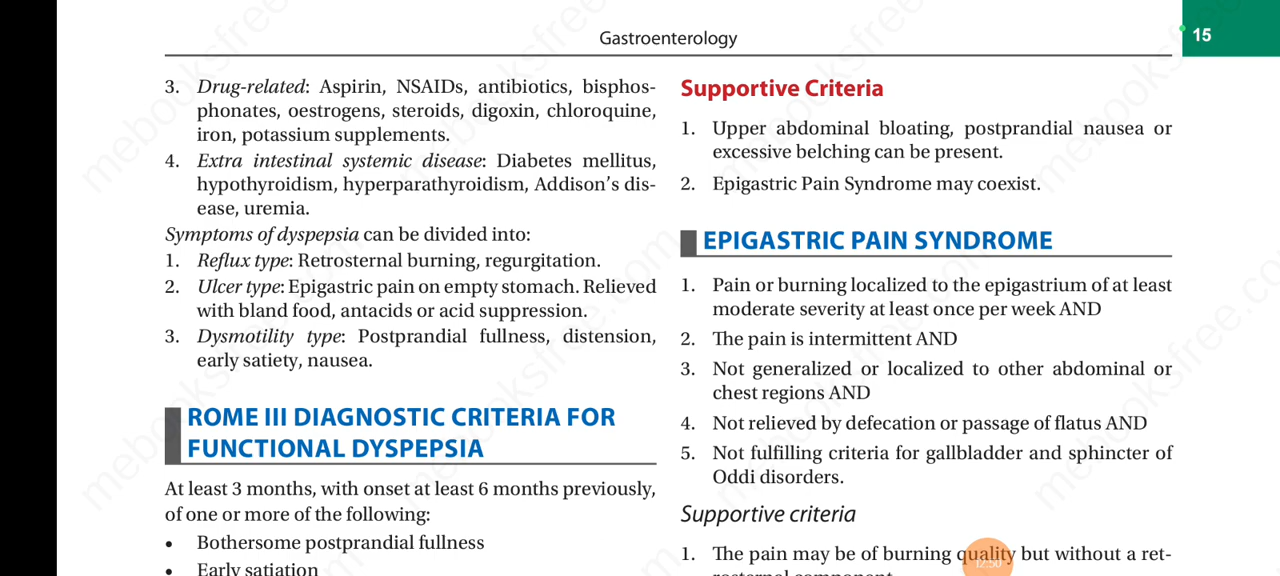 Gastroenterology
15
3. Drug-related: Aspirin, NSAIDs, antibiotics, bisphos-
phonates, oestrogens, steroids, digoxin, chloroquine,
iron, potassium supplements.
4. Extra intestinal systemic disease: Diabetes mellitus,
hypothyroidism, hyperparathyroidism, Addison's dis-
ease, uremia.
Symptoms of dyspepsia can be divided into:
1. Reflux type: Retrosternal burning, regurgitation.
2. Ulcer type: Epigastric pain on empty stomach. Relieved
with bland food, antacids or acid suppression.
3. Dysmotility type: Postprandial fullness, distension,
early satiety, nausea.
ROME III DIAGNOSTIC CRITERIA FOR
FUNCTIONAL DYSPEPSIA
At least 3 months, with onset at least 6 months previously,
of one or more of the following:
• Bothersome postprandial fullness
• Early satiation
Supportive Criteria
1. Upper abdominal bloating, postprandial nausea or
excessive belching can be present.
2. Epigastric Pain Syndrome may coexist.
EPIGASTRIC PAIN SYNDROME
1. Pain or burning localized to the epigastrium of at least
moderate severity at least once per week AND
2. The pain is intermittent AND
3. Not generalized or localized to other abdominal or
chest regions AND
4. Not relieved by defecation or passage of flatus AND
5. Not fulfilling criteria for gallbladder and sphincter of
Oddi disorders.
Supportive criteria
1. The pain may be of burning quality but without a ret-
rosternal component
12:50
mebooksfree.com